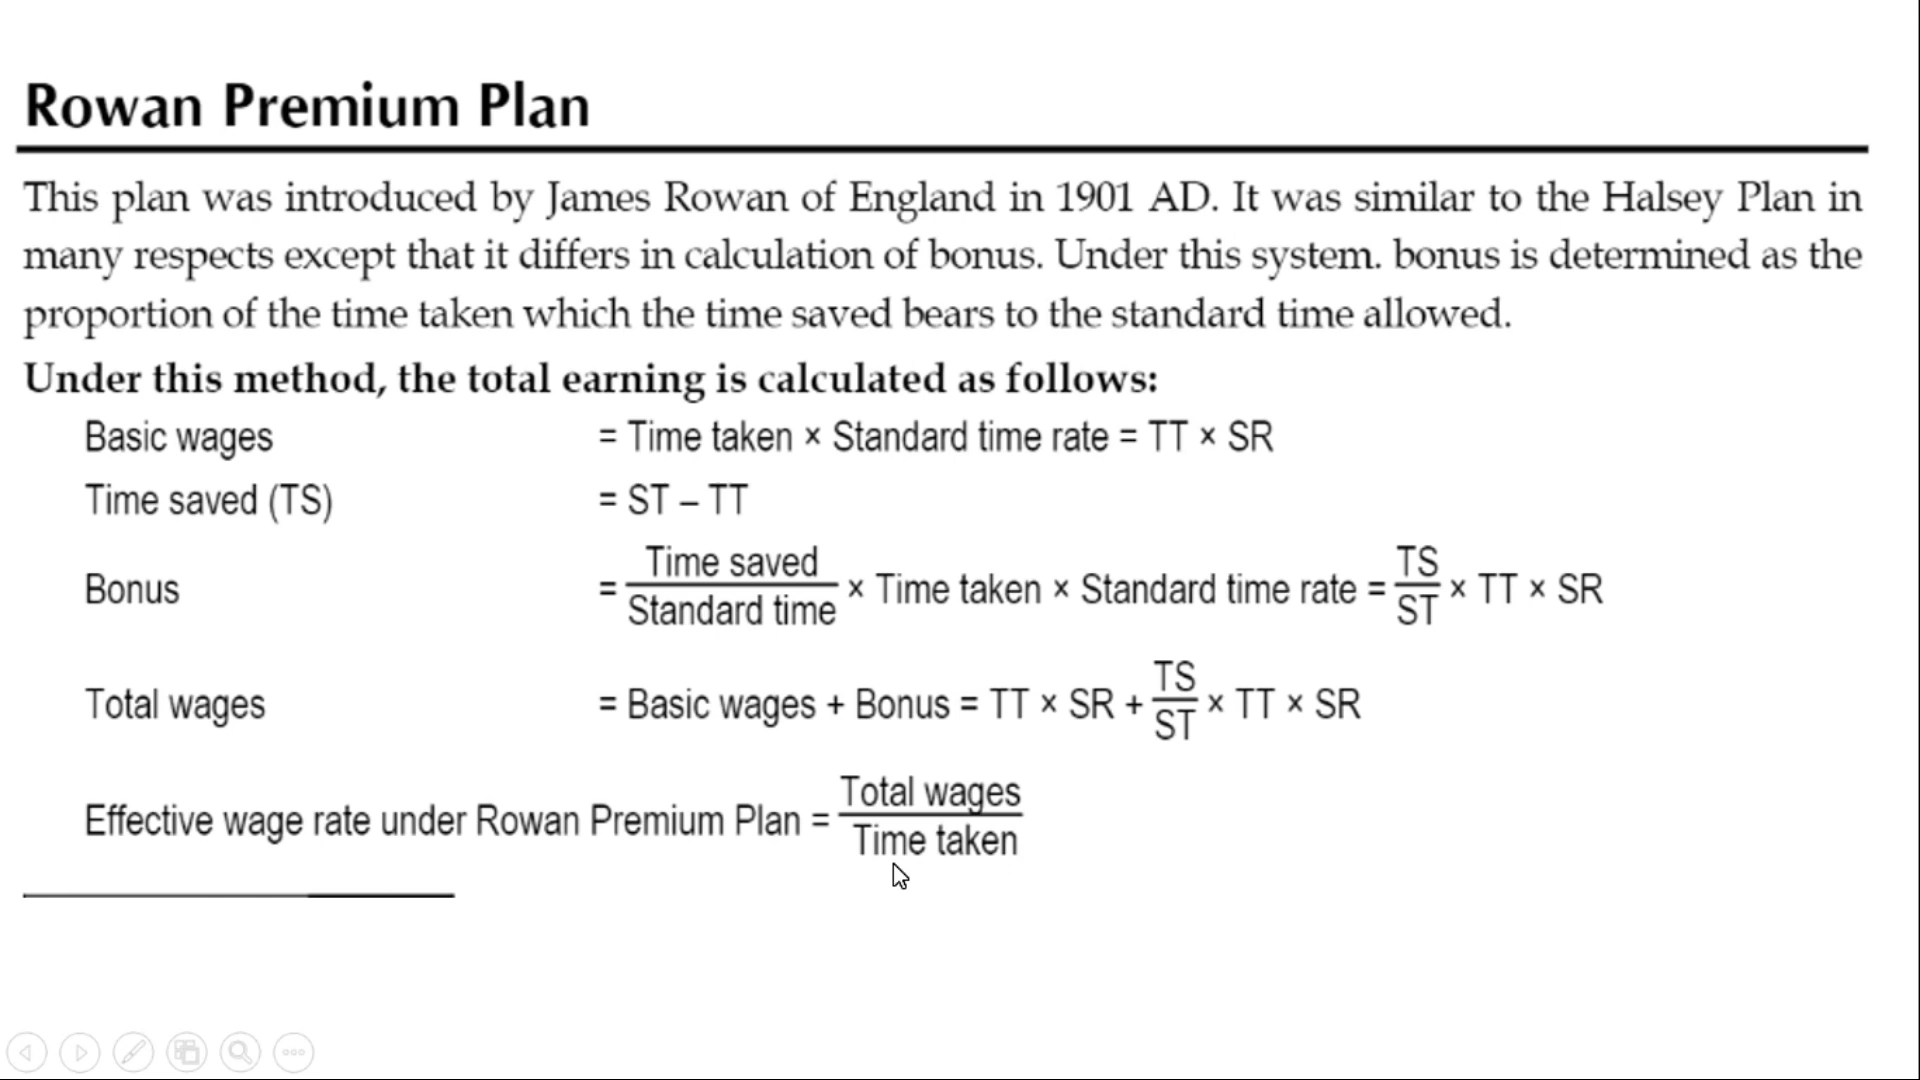 Rowan Premium Plan
This plan was introduced by James Rowan of England in 1901 AD. It was similar to the Halsey Plan in
many respects except that it differs in calculation of bonus. Under this system. bonus is determined as the
proportion of the time taken which the time saved bears to the standard time allowed.
Under this method, the total earning is calculated as follows:
Basic wages = Time taken × Standard time rate = TT × SR
Time saved (TS) = ST – TT
Bonus = Time saved / Standard time × Time taken × Standard time rate = TS / ST × TT × SR
Total wages = Basic wages + Bonus = TT × SR + TS / ST × TT × SR
Effective wage rate under Rowan Premium Plan = Total wages / Time taken